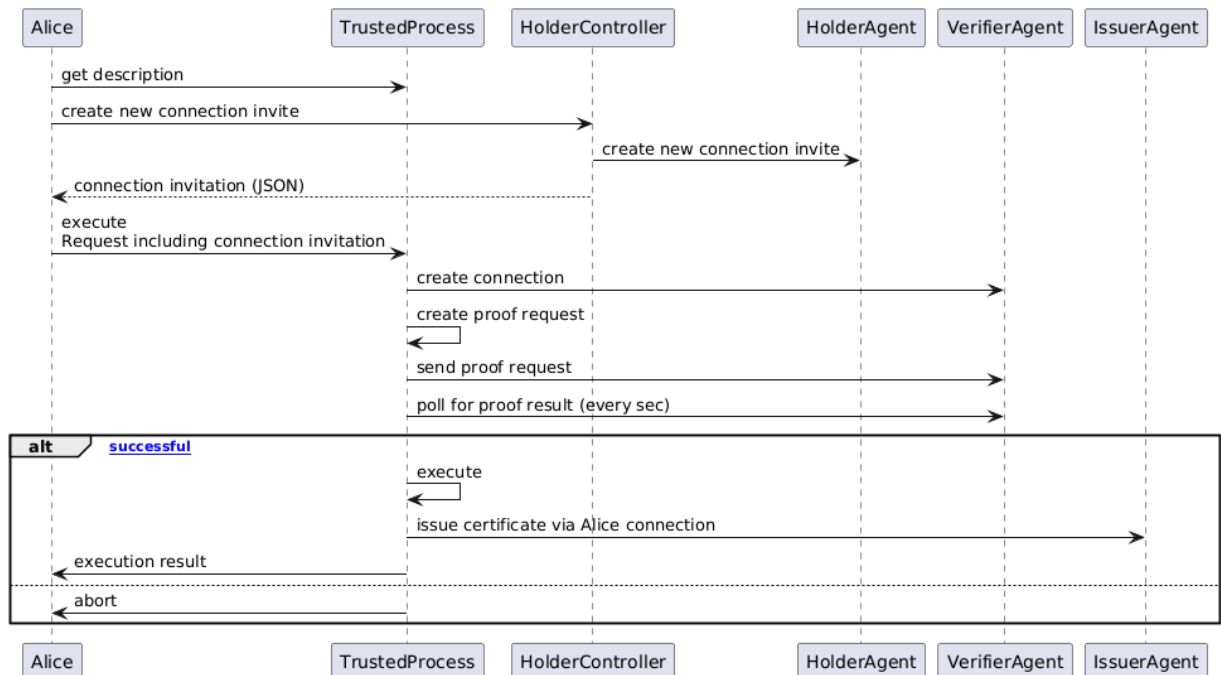 Alice TrustedProcess HolderController HolderAgent VerifierAgent IssuerAgent
get description
create new connection invite
create new connection invite
connection invitation (JSON)
execute
Request including connection invitation
create connection
create proof request
send proof request
poll for proof result (every sec)
alt successful
execute
issue certificate via Alice connection
execution result
abort
Alice TrustedProcess HolderController HolderAgent VerifierAgent IssuerAgent